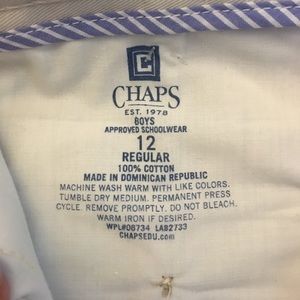 C
CHAPS
EST. 1978
BOYS
APPROVED SCHOOLWEAR
12
REGULAR
100% COTTON
MADE IN DOMINICAN REPUBLIC
MACHINE WASH WARM WITH LIKE COLORS.
TUMBLE DRY MEDIUM. PERMANENT PRESS
CYCLE. REMOVE PROMPTLY. DO NOT BLEACH.
WARM IRON IF DESIRED.
WPL#06734 LAB2733
CHAPSEDU.com